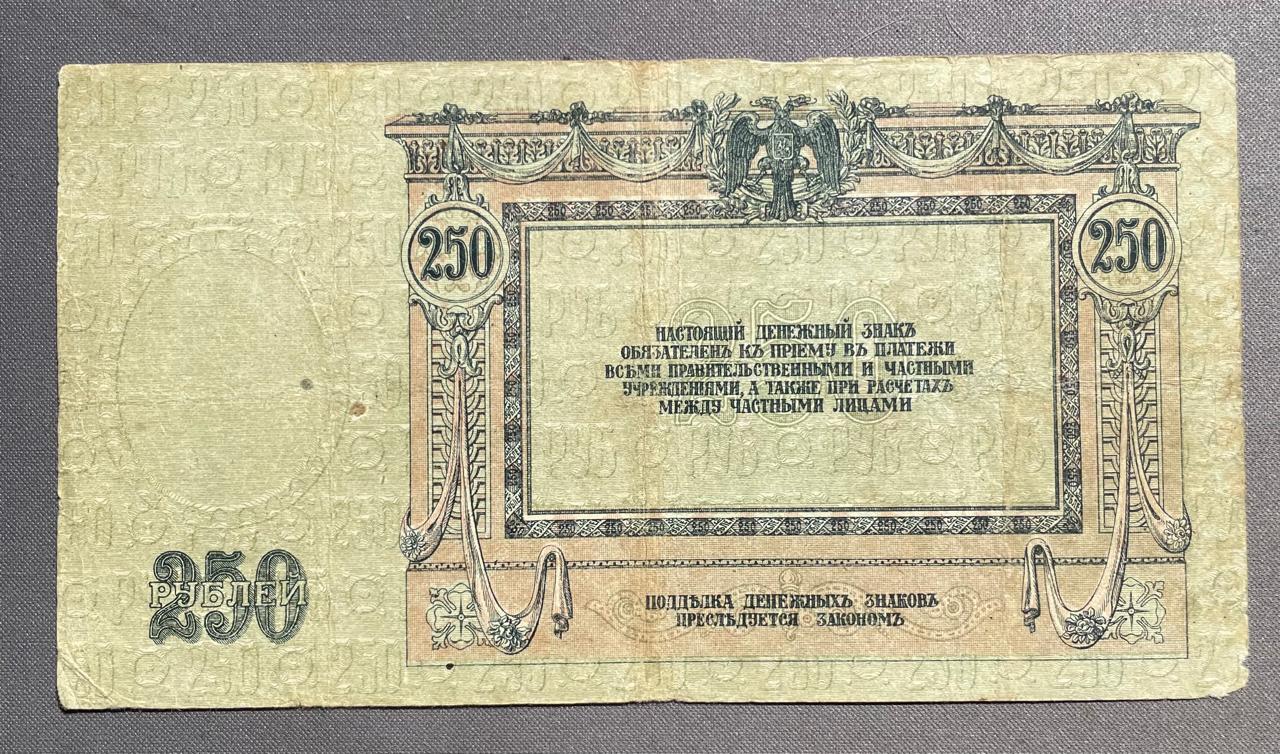 250
250
НАСТОЯЩІЙ ДЕНЕЖНЫЙ ЗНАКЪ
ОБЯЗАТЕЛЕНЪ КЪ ПРІЕМУ ВЪ ПЛАТЕЖИ
ВСѢМИ ПРАВИТЕЛЬСТВЕННЫМИ И ЧАСТНЫМИ
УЧРЕЖДЕНІЯМИ, А ТАКЖЕ ПРИ РАСЧЕТАХЪ
МЕЖДУ ЧАСТНЫМИ ЛИЦАМИ
250
РУБЛЕЙ
ПОДДѢЛКА ДЕНЕЖНЫХЪ ЗНАКОВЪ
ПРЕСЛѢДУЕТСЯ ЗАКОНОМЪ